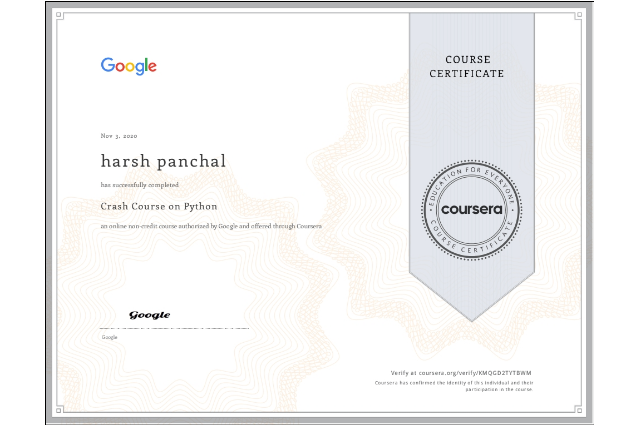 Google
COURSE
CERTIFICATE
Nov 3, 2020
harsh panchal
has successfully completed
Crash Course on Python
an online non-credit course authorized by Google and offered through Coursera
EDUCATION FOR EVERYONE
coursera
COURSE CERTIFICATE
Google
Google
Verify at coursera.org/verify/KMQGD2TYTBWM
Coursera has confirmed the identity of this individual and their
participation in the course.